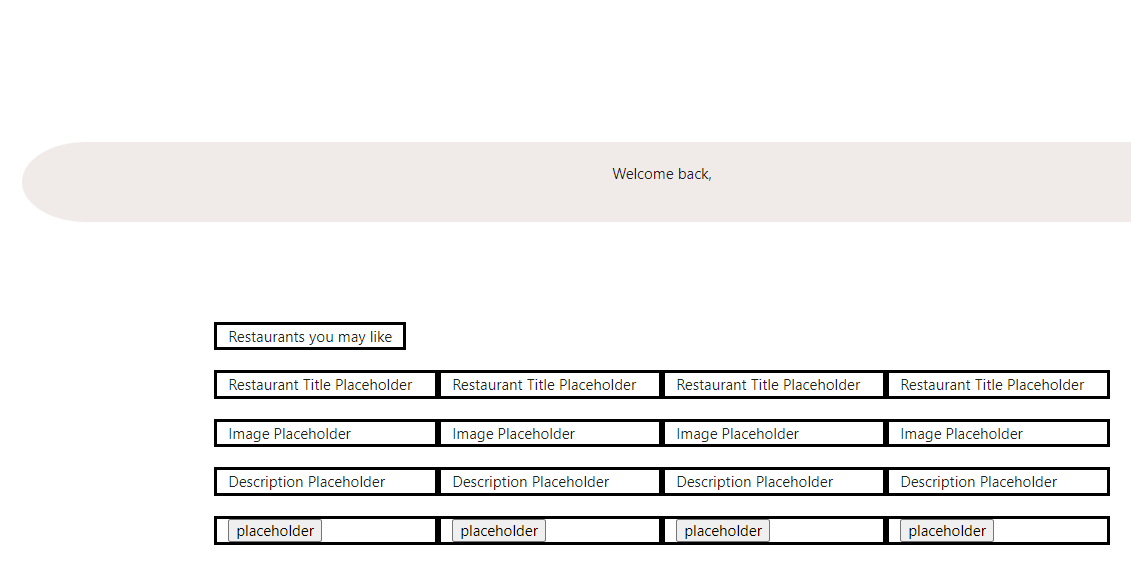 Welcome back,
Restaurants you may like
Restaurant Title Placeholder Restaurant Title Placeholder Restaurant Title Placeholder Restaurant Title Placeholder
Image Placeholder Image Placeholder Image Placeholder Image Placeholder
Description Placeholder Description Placeholder Description Placeholder Description Placeholder
placeholder placeholder placeholder placeholder